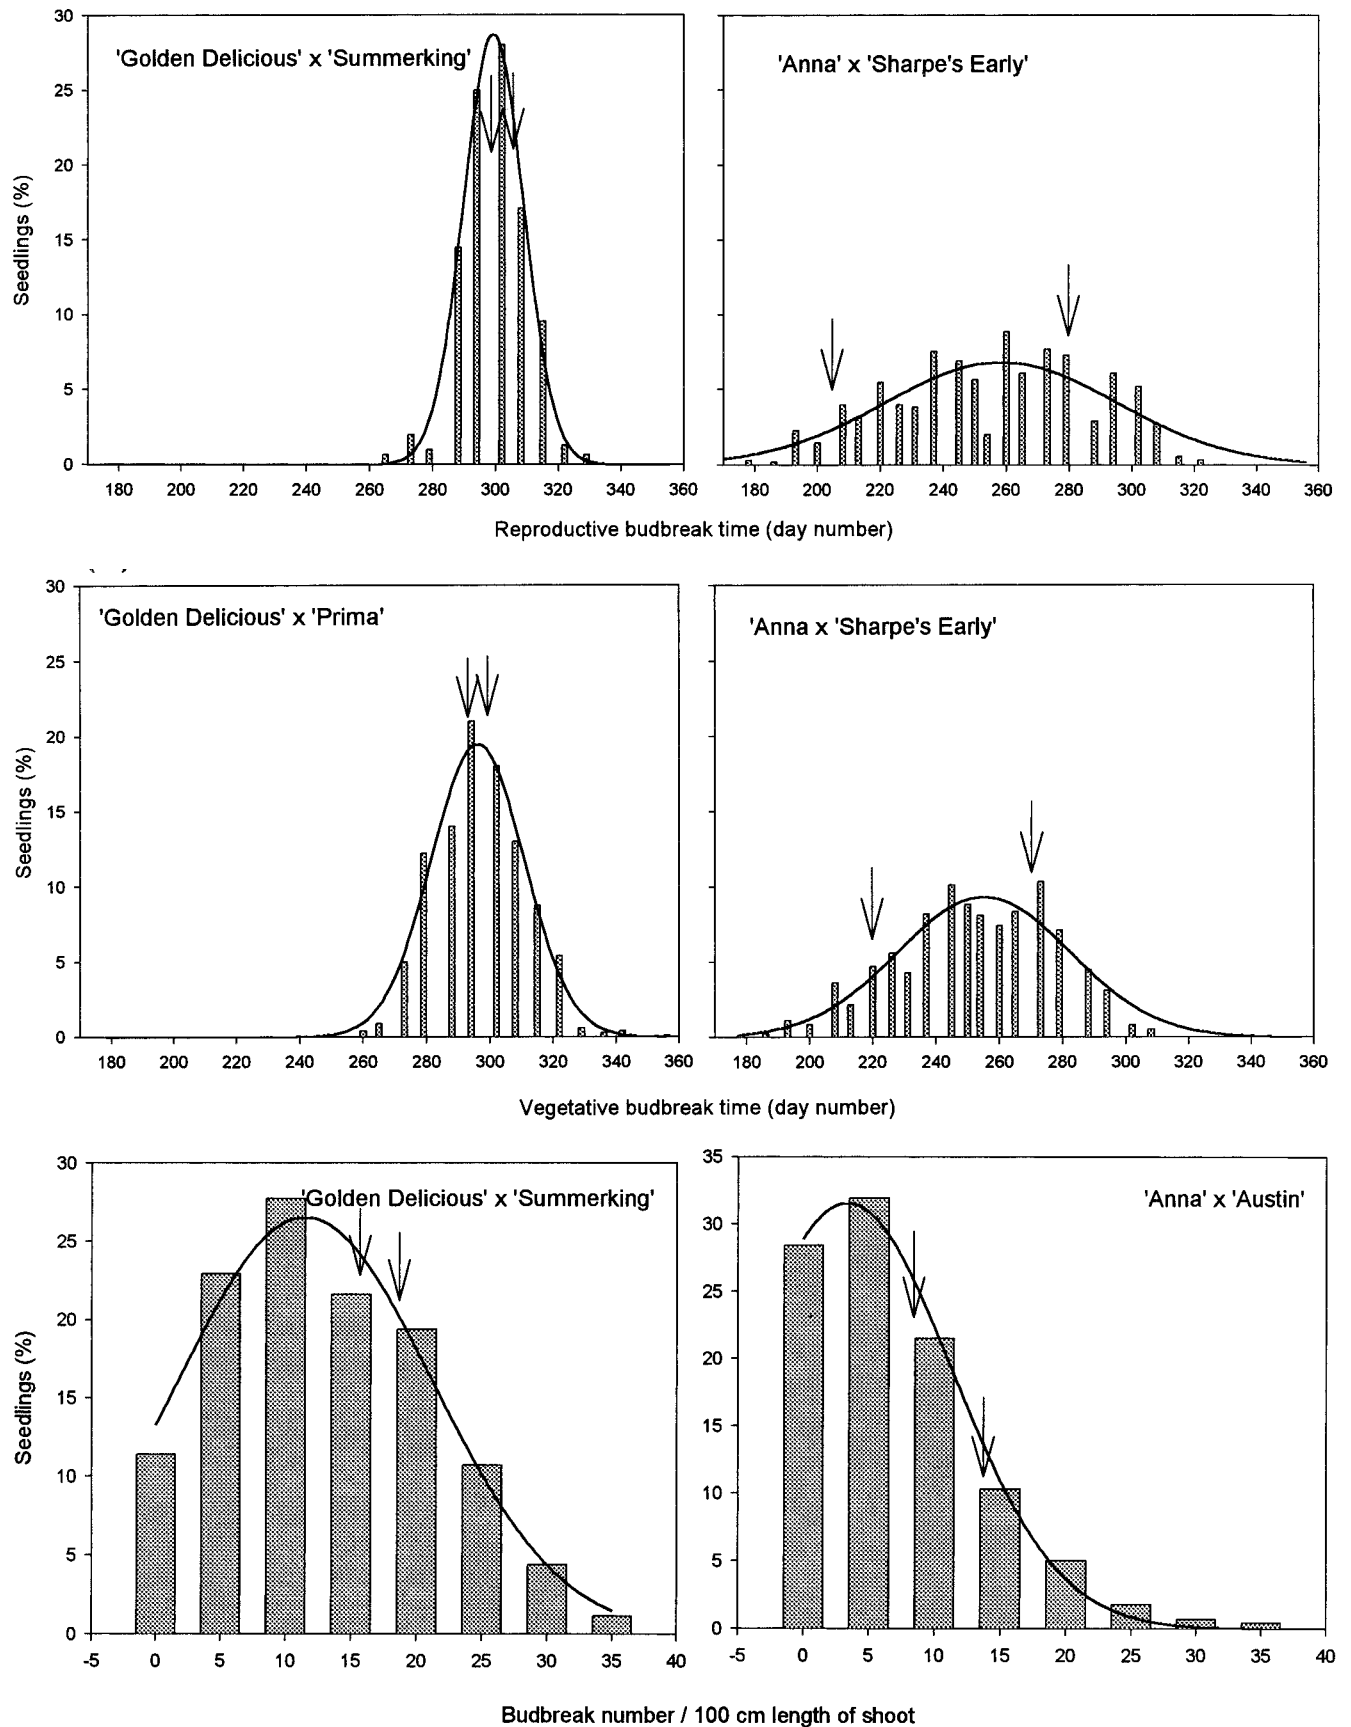 'Golden Delicious' x 'Summerking'
30
25
20
15
10
5
0
Seedlings (%)
180 200 220 240 260 280 300 320 340 360
'Anna' x 'Sharpe's Early'
180 200 220 240 260 280 300 320 340 360
Reproductive budbreak time (day number)
'Golden Delicious' x 'Prima'
30
25
20
15
10
5
0
Seedlings (%)
180 200 220 240 260 280 300 320 340 360
'Anna x 'Sharpe's Early'
180 200 220 240 260 280 300 320 340 360
Vegetative budbreak time (day number)
'Golden Delicious' x 'Summerking'
30
25
20
15
10
5
0
Seedlings (%)
-5 0 5 10 15 20 25 30 35 40
'Anna' x 'Austin'
35
30
25
20
15
10
5
0
-5 0 5 10 15 20 25 30 35 40
Budbreak number / 100 cm length of shoot